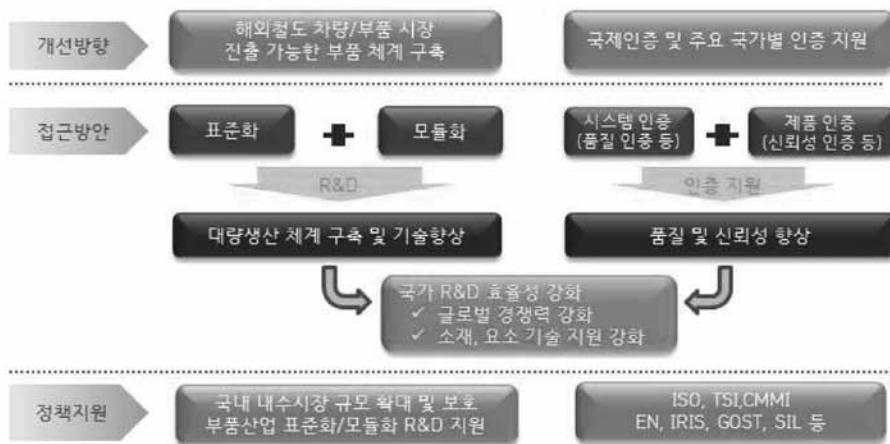 개선방향
해외철도 차량/부품 시장
진출 가능한 부품 체계 구축
국제인증 및 주요 국가별 인증 지원
접근방안
표준화
모듈화
시스템 인증
(품질 인증 등)
제품 인증
(신뢰성 인증 등)
R&D
인증 지원
대량생산 체계 구축 및 기술향상
품질 및 신뢰성 향상
국가 R&D 효율성 강화
✓ 글로벌 경쟁력 강화
✓ 소재, 요소 기술 지원 강화
정책지원
국내 내수시장 규모 확대 및 보호
부품산업 표준화/모듈화 R&D 지원
ISO, TSI,CMMI
EN, IRIS, GOST, SIL 등